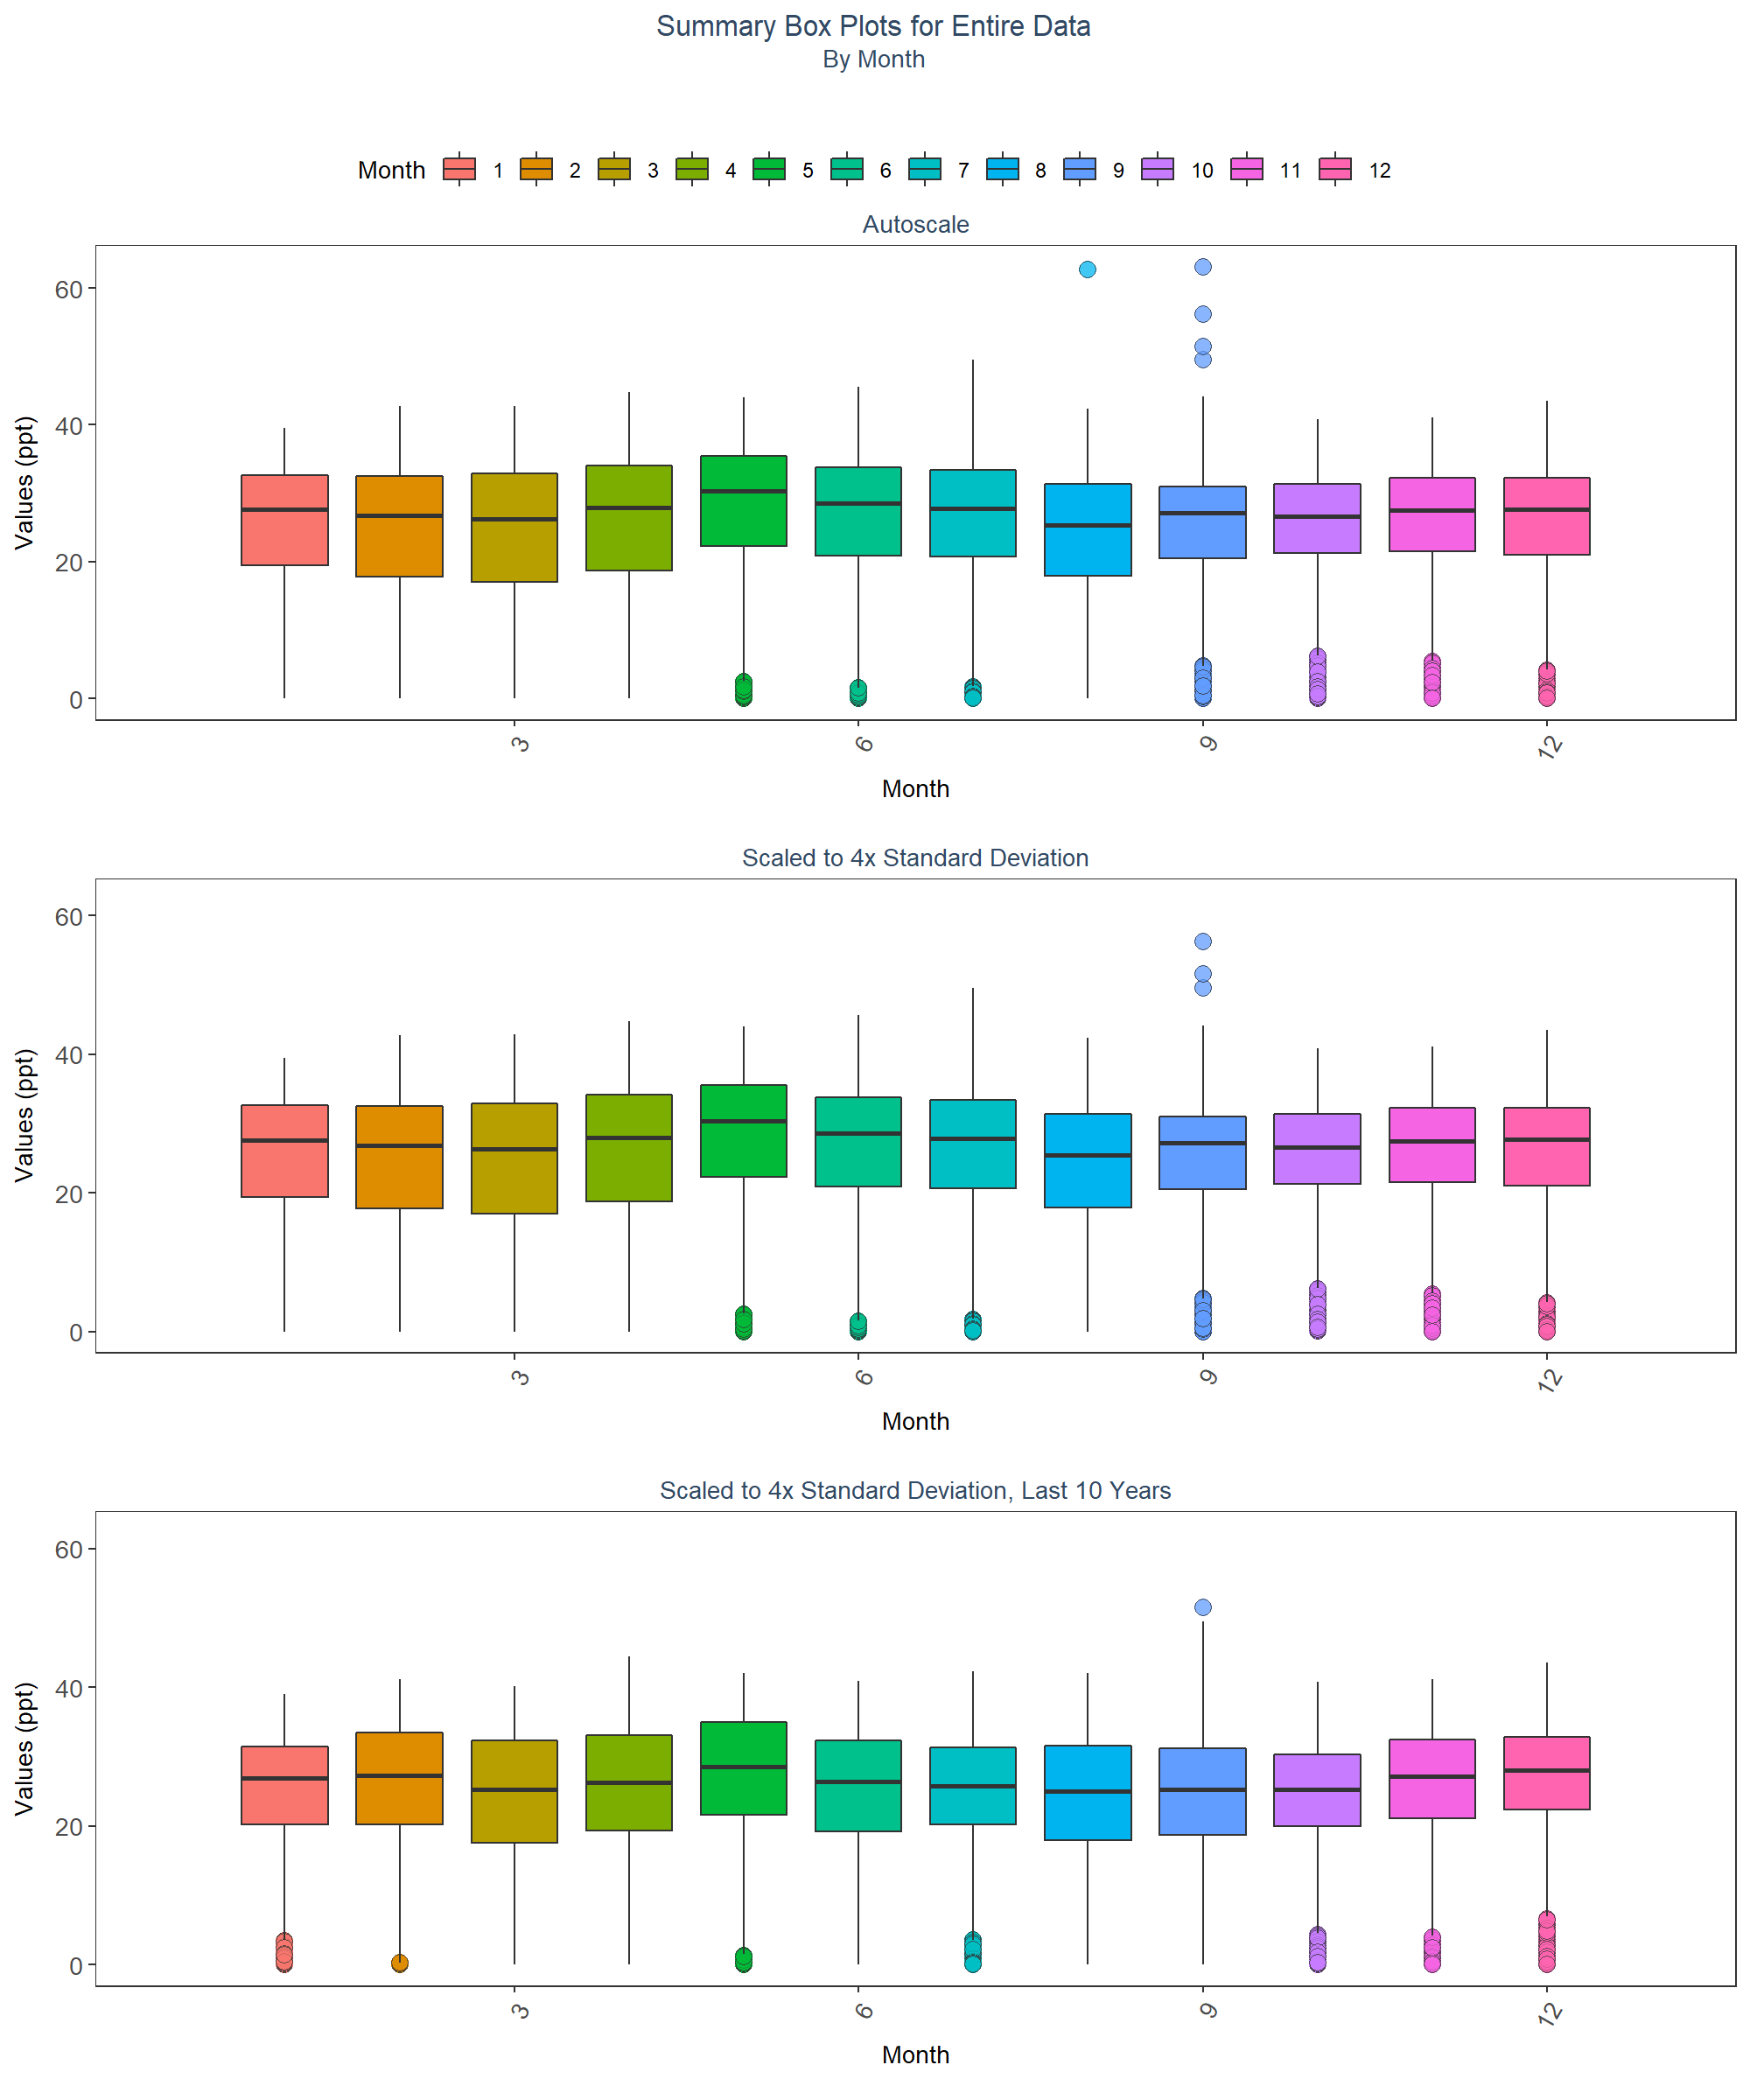 Summary Box Plots for Entire Data
By Month
Month 1 2 3 4 5 6 7 8 9 10 11 12
Autoscale
Values (ppt)
60
40
20
0
3 6 9 12
Month
Scaled to 4x Standard Deviation
Values (ppt)
60
40
20
0
3 6 9 12
Month
Scaled to 4x Standard Deviation, Last 10 Years
Values (ppt)
60
40
20
0
3 6 9 12
Month